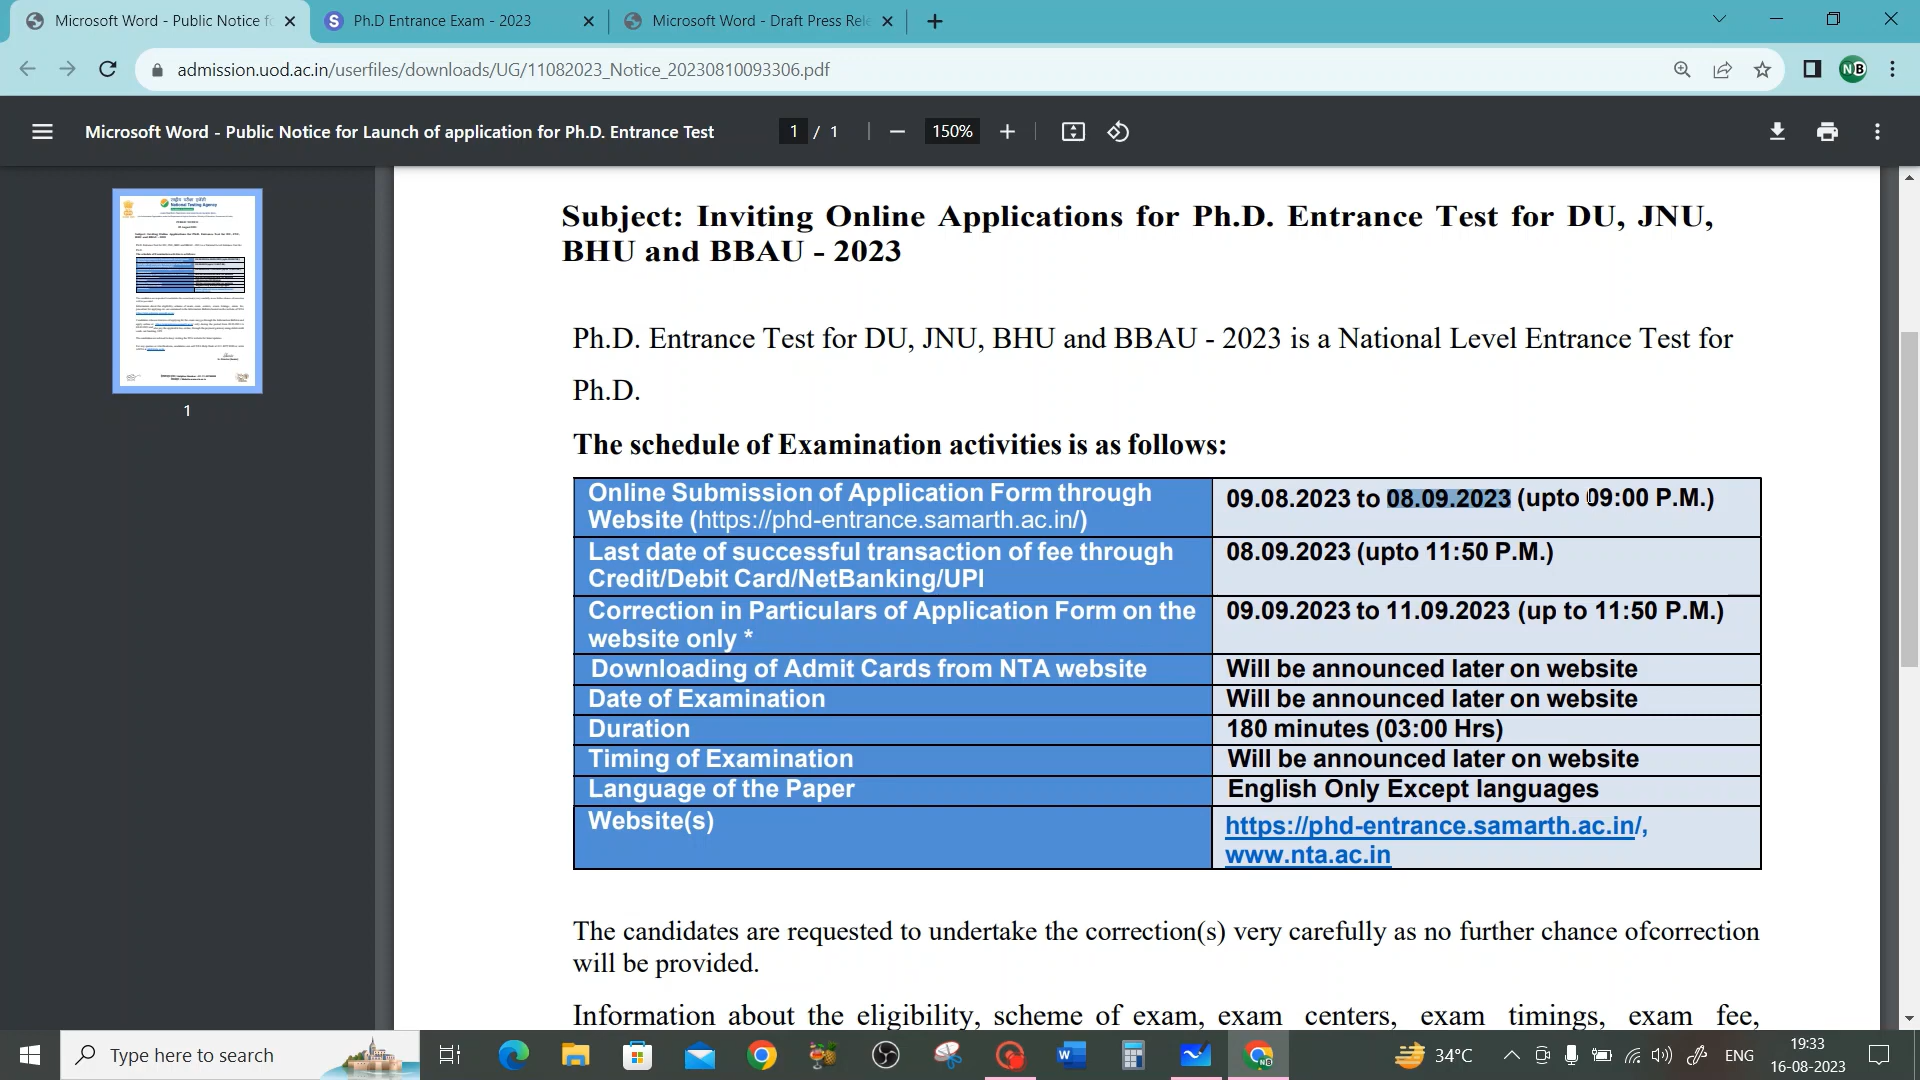 Microsoft Word - Public Notice fo
Ph.D Entrance Exam - 2023
Microsoft Word - Draft Press Rele
admission.uod.ac.in/userfiles/downloads/UG/11082023_Notice_20230810093306.pdf
NB
Microsoft Word - Public Notice for Launch of application for Ph.D. Entrance Test
1 / 1
150%
1
Subject: Inviting Online Applications for Ph.D. Entrance Test for DU, JNU,
BHU and BBAU - 2023
Ph.D. Entrance Test for DU, JNU, BHU and BBAU - 2023 is a National Level Entrance Test for
Ph.D.
The schedule of Examination activities is as follows:
Online Submission of Application Form through
Website (https://phd-entrance.samarth.ac.in/)
09.08.2023 to 08.09.2023 (upto 09:00 P.M.)
Last date of successful transaction of fee through
Credit/Debit Card/NetBanking/UPI
08.09.2023 (upto 11:50 P.M.)
Correction in Particulars of Application Form on the
website only *
09.09.2023 to 11.09.2023 (up to 11:50 P.M.)
Downloading of Admit Cards from NTA website
Will be announced later on website
Date of Examination
Will be announced later on website
Duration
180 minutes (03:00 Hrs)
Timing of Examination
Will be announced later on website
Language of the Paper
English Only Except languages
Website(s)
https://phd-entrance.samarth.ac.in/,
www.nta.ac.in
The candidates are requested to undertake the correction(s) very carefully as no further chance ofcorrection
will be provided.
Information about the eligibility, scheme of exam, exam centers, exam timings, exam fee,
Type here to search
34°C
ENG
19:33
16-08-2023